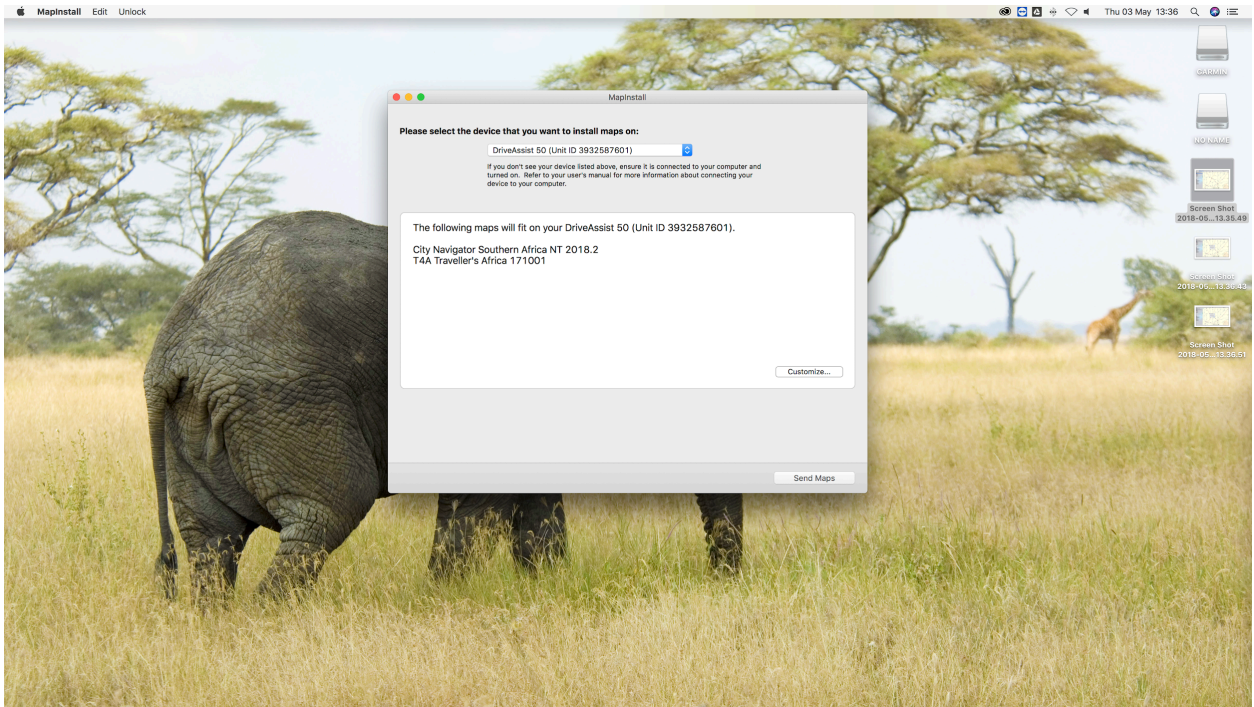 MapInstall Edit Unlock Thu 03 May 13:36
GARMIN
NO NAME
Screen Shot
2018-05...13.35.49
Screen Shot
2018-05...13.36.43
Screen Shot
2018-05...13.36.51
MapInstall
Please select the device that you want to install maps on:
DriveAssist 50 (Unit ID 3932587601)
If you don't see your device listed above, ensure it is connected to your computer and
turned on. Refer to your user's manual for more information about connecting your
device to your computer.
The following maps will fit on your DriveAssist 50 (Unit ID 3932587601).
City Navigator Southern Africa NT 2018.2
T4A Traveller's Africa 171001
Customize...
Send Maps